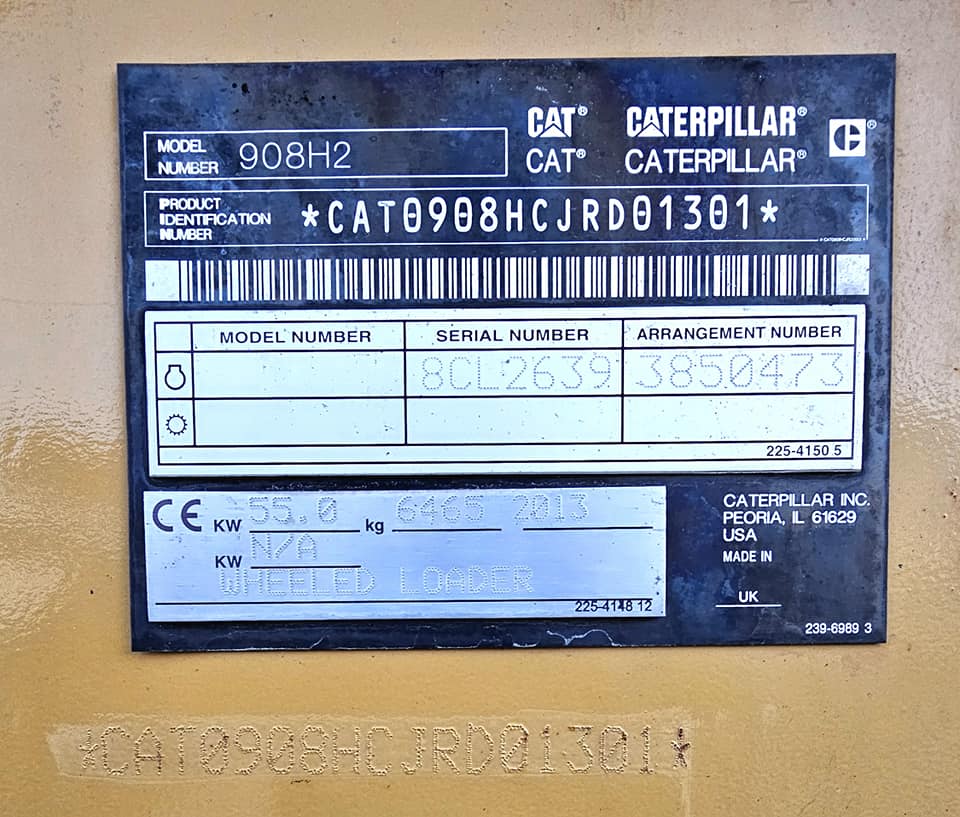 CAT® CATERPILLAR®
CAT® CATERPILLAR®
MODEL NUMBER 908H2
PRODUCT IDENTIFICATION NUMBER *CAT0908HCJRD01301*
MODEL NUMBER SERIAL NUMBER ARRANGEMENT NUMBER
8CL2639 3850473
225-4150 5
CE KW 55.0 kg 6465 2013
KW N/A
WHEELED LOADER
225-4148 12
CATERPILLAR INC.
PEORIA, IL 61629
USA
MADE IN
UK
239-6989 3
*CAT0908HCJRD01301*